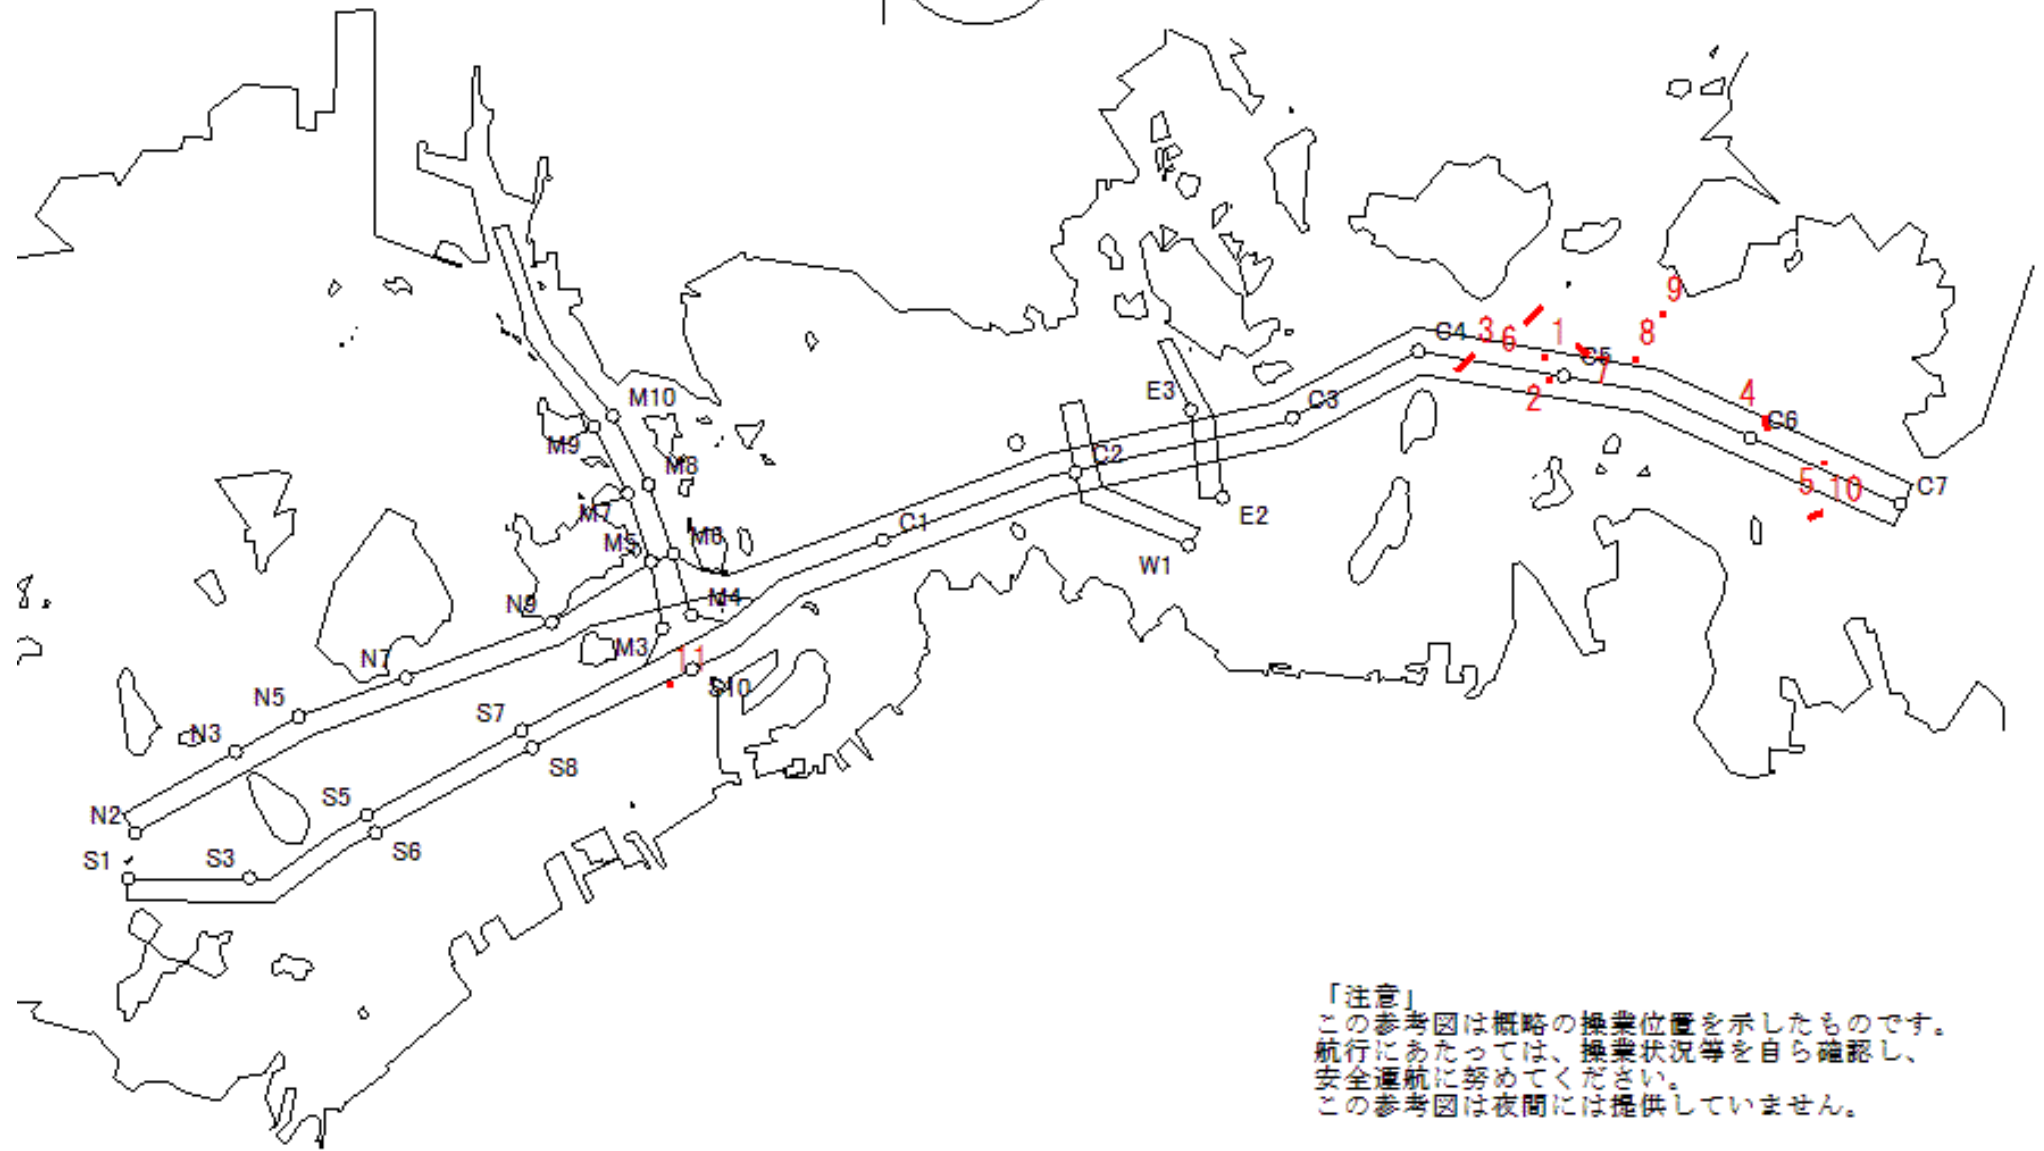 9
3
6
1
8
C4
C5
7
2
4
E3
M10
C3
C6
M9
C2
M8
5
10
C7
M7
E2
C1
M5
M6
W1
N9
M4
M3
11
N7
S10
N5
S7
N3
S8
S5
N2
S6
S1
S3
「注意」
この参考図は概略の操業位置を示したものです。
航行にあたっては、操業状況等を自ら確認し、
安全運航に努めてください。
この参考図は夜間には提供していません。